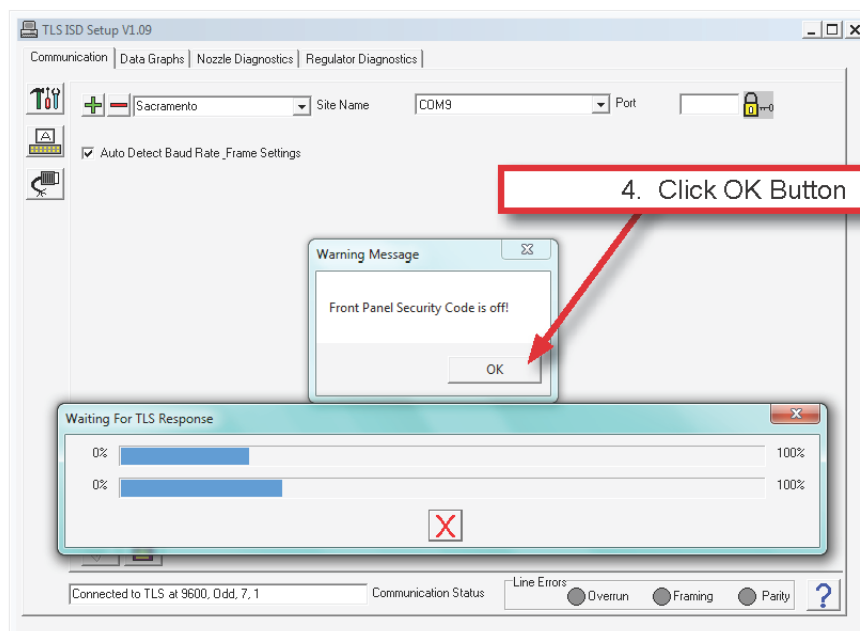 TLS ISD Setup V1.09
Communication Data Graphs Nozzle Diagnostics Regulator Diagnostics
Sacramento Site Name COM9 Port
Auto Detect Baud Rate_Frame Settings
4. Click OK Button
Warning Message
Front Panel Security Code is off!
OK
Waiting For TLS Response
0% 100%
0% 100%
Connected to TLS at 9600, Odd, 7, 1 Communication Status Line Errors Overrun Framing Parity ?